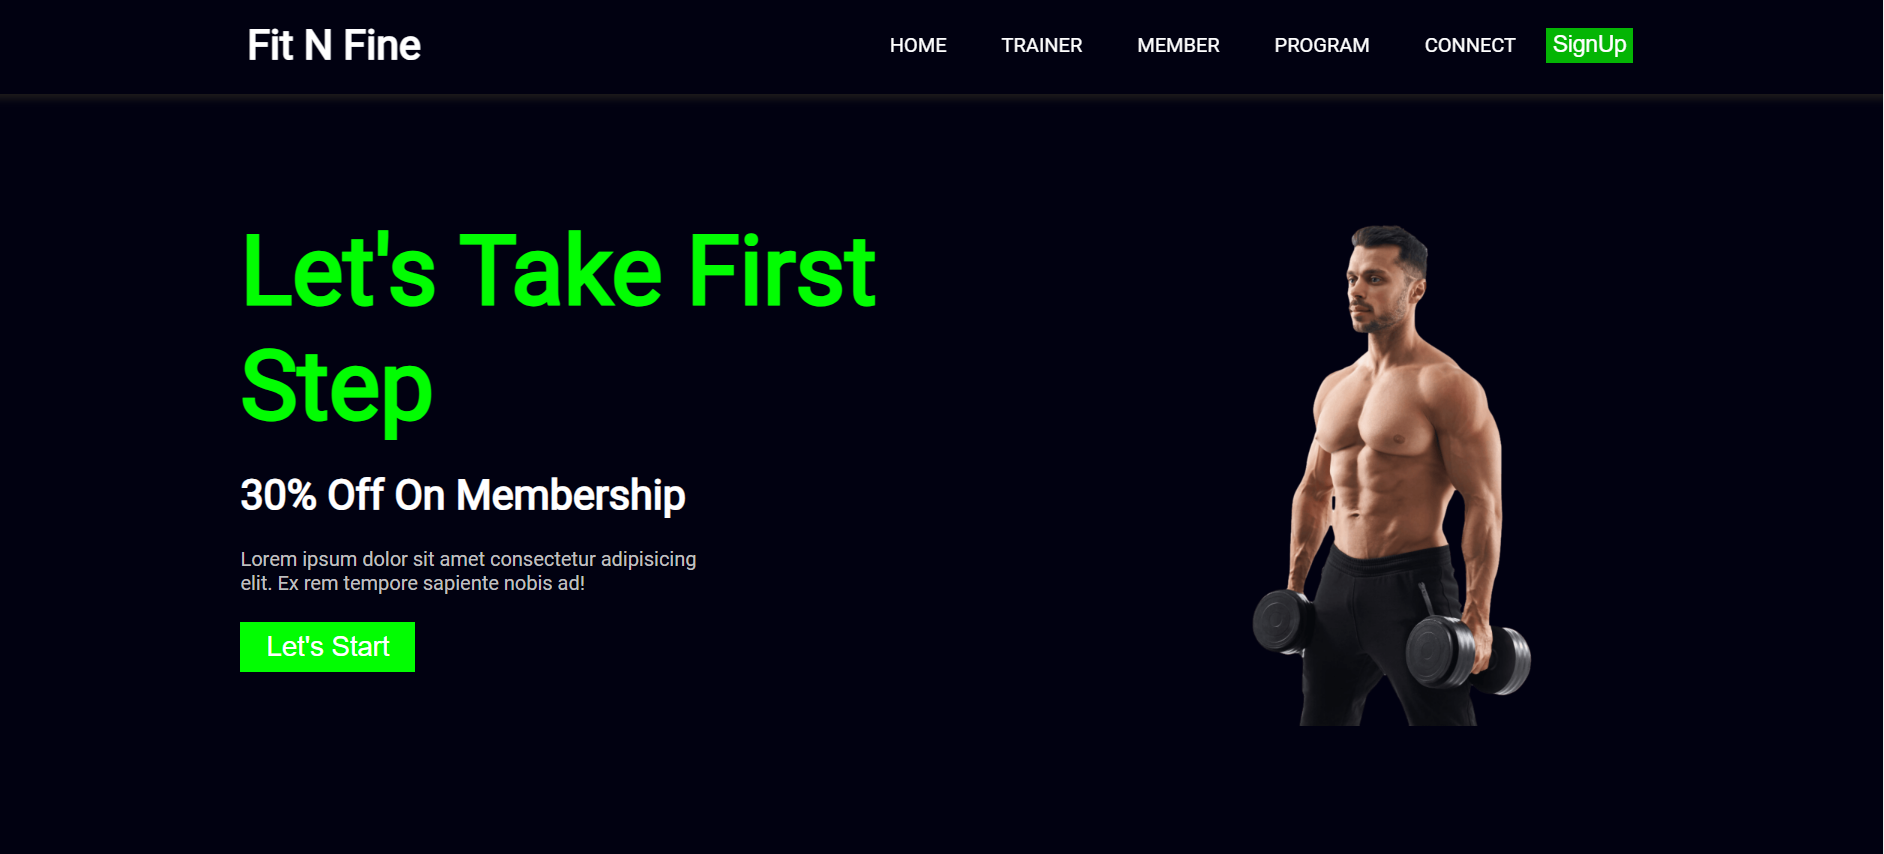 Fit N Fine
HOME TRAINER MEMBER PROGRAM CONNECT SignUp
Let's Take First
Step
30% Off On Membership
Lorem ipsum dolor sit amet consectetur adipisicing
elit. Ex rem tempore sapiente nobis ad!
Let's Start